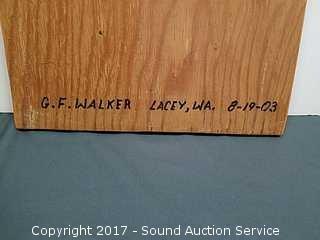 G.F. WALKER LACEY, WA. 8-19-03
Copyright 2017 - Sound Auction Service